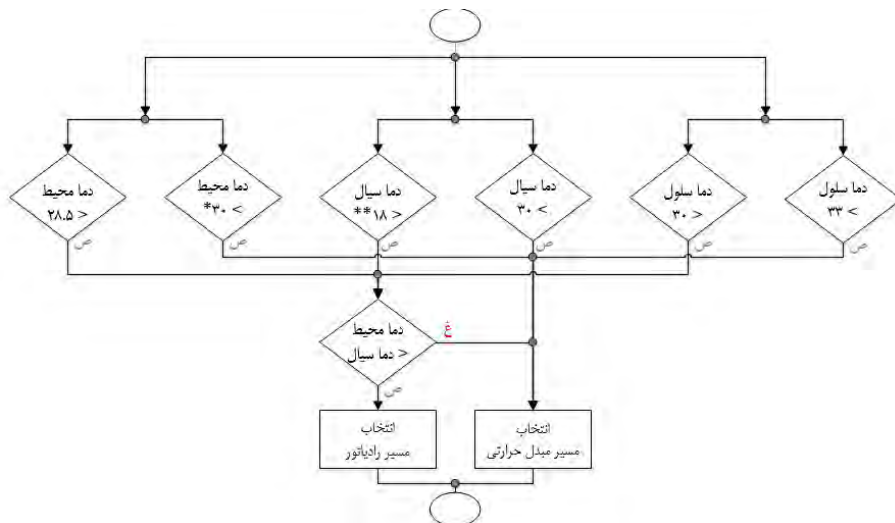 دما سلول
> ۳۳
دما سلول
< ۳۰
دما سیال
> ۳۰
دما سیال
< ۱۸**
دما محیط
> ۳۰*
دما محیط
< ۲۸.۵
ص
ص
ص
ص
ص
ص
دما محیط
< دما سیال
غ
ص
انتخاب
مسیر مبدل حرارتی
انتخاب
مسیر رادیاتور